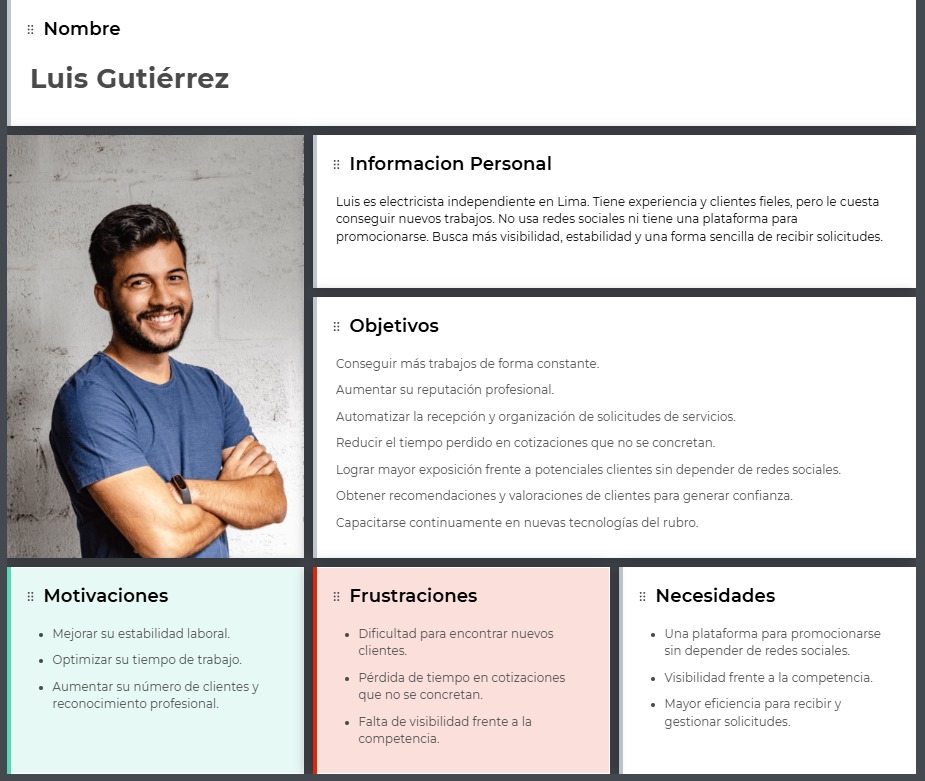 Nombre
Luis Gutiérrez
Informacion Personal
Luis es electricista independiente en Lima. Tiene experiencia y clientes fieles, pero le cuesta
conseguir nuevos trabajos. No usa redes sociales ni tiene una plataforma para
promocionarse. Busca más visibilidad, estabilidad y una forma sencilla de recibir solicitudes.
Objetivos
Conseguir más trabajos de forma constante.
Aumentar su reputación profesional.
Automatizar la recepción y organización de solicitudes de servicios.
Reducir el tiempo perdido en cotizaciones que no se concretan.
Lograr mayor exposición frente a potenciales clientes sin depender de redes sociales.
Obtener recomendaciones y valoraciones de clientes para generar confianza.
Capacitarse continuamente en nuevas tecnologías del rubro.
Motivaciones
• Mejorar su estabilidad laboral.
• Optimizar su tiempo de trabajo.
• Aumentar su número de clientes y
reconocimiento profesional.
Frustraciones
• Dificultad para encontrar nuevos
clientes.
• Pérdida de tiempo en cotizaciones
que no se concretan.
• Falta de visibilidad frente a la
competencia.
Necesidades
• Una plataforma para promocionarse
sin depender de redes sociales.
• Visibilidad frente a la competencia.
• Mayor eficiencia para recibir y
gestionar solicitudes.